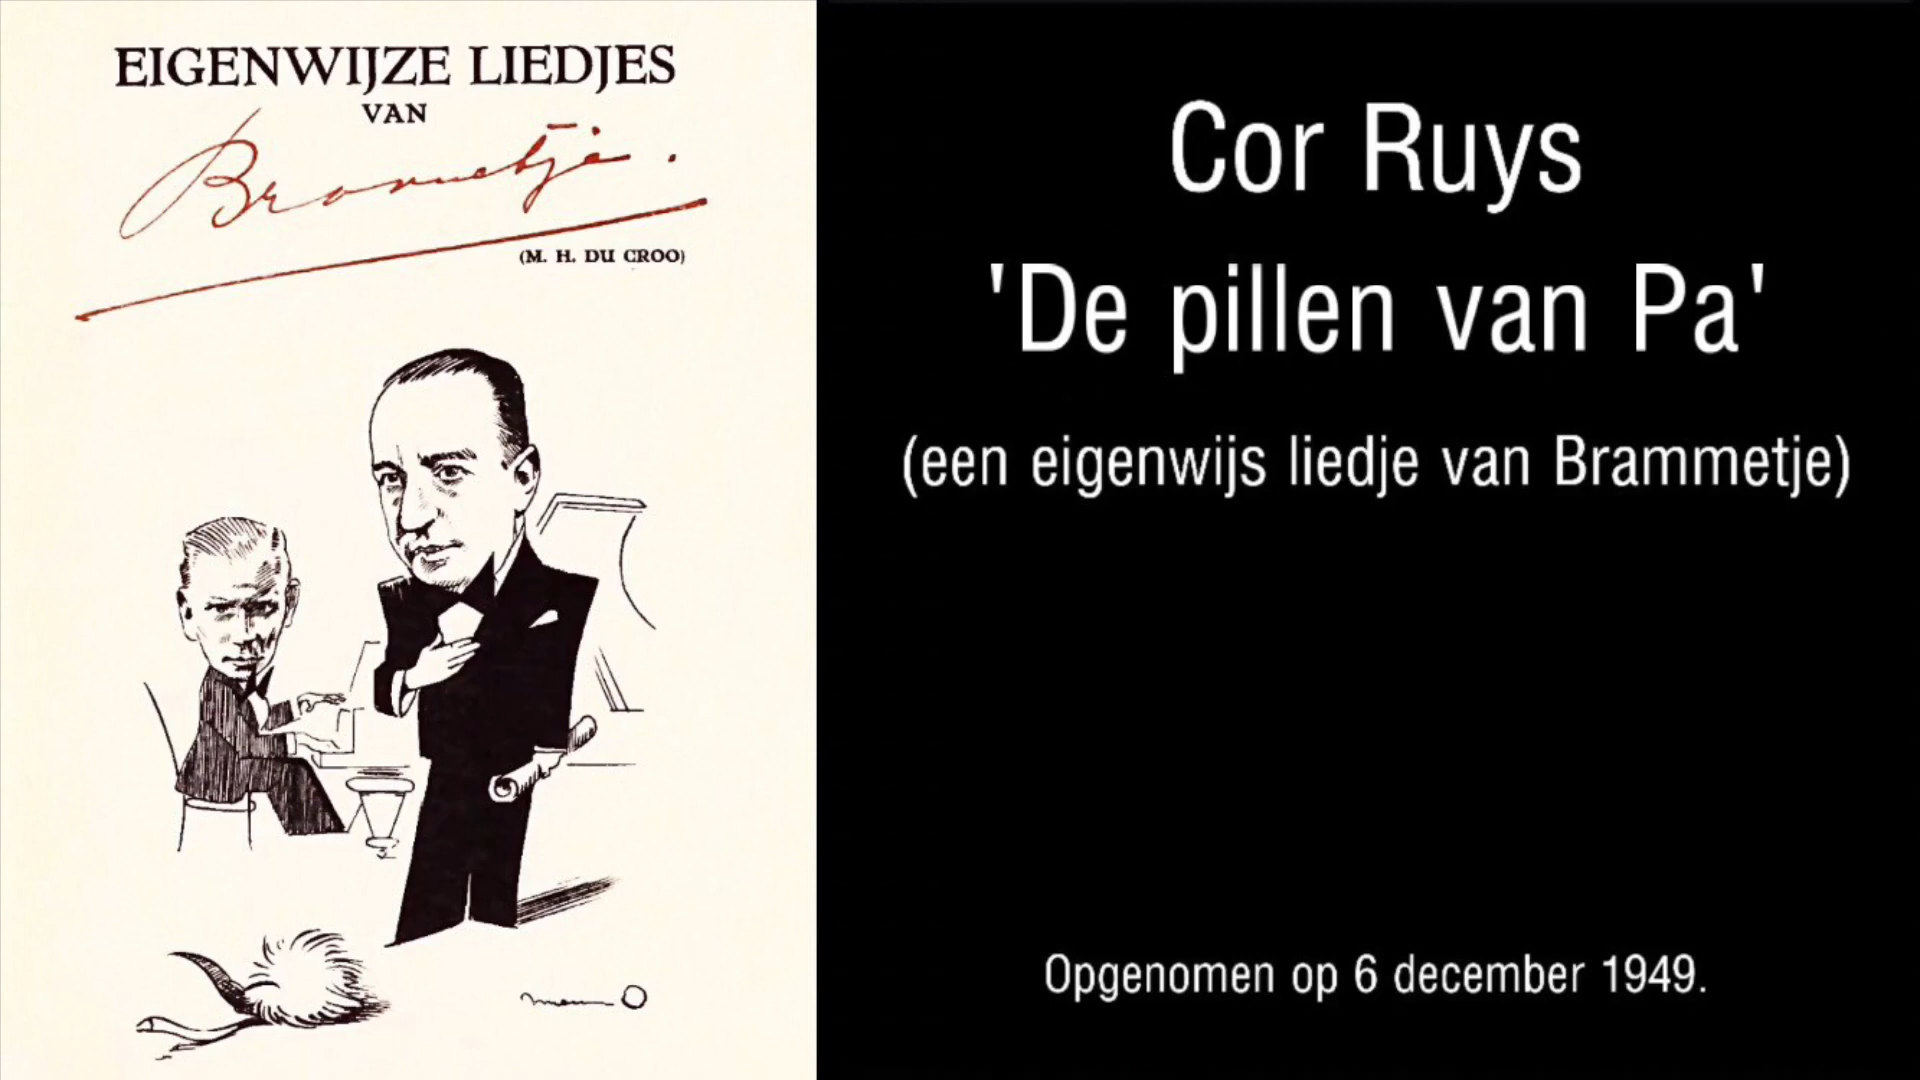 EIGENWIJZE LIEDJES
VAN
Brammetje.
(M. H. DU CROO)
Cor Ruys
'De pillen van Pa'
(een eigenwijs liedje van Brammetje)
Opgenomen op 6 december 1949.